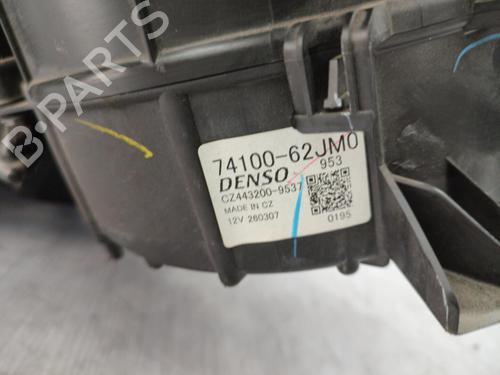 B-PARTS
74100-62JM0
953
DENSO
CZ443200-9537
MADE IN CZ
12V 260307
0195